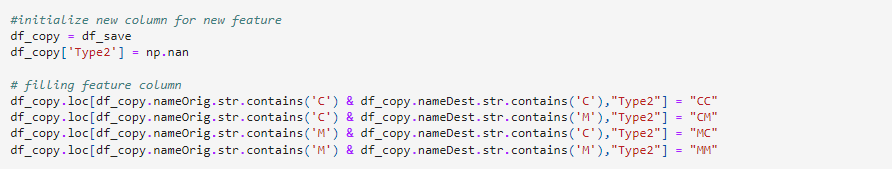 #initialize new column for new feature
df_copy = df_save
df_copy['Type2'] = np.nan
# filling feature column
df_copy.loc[df_copy.nameOrig.str.contains('C') & df_copy.nameDest.str.contains('C'),"Type2"] = "CC"
df_copy.loc[df_copy.nameOrig.str.contains('C') & df_copy.nameDest.str.contains('M'),"Type2"] = "CM"
df_copy.loc[df_copy.nameOrig.str.contains('M') & df_copy.nameDest.str.contains('C'),"Type2"] = "MC"
df_copy.loc[df_copy.nameOrig.str.contains('M') & df_copy.nameDest.str.contains('M'),"Type2"] = "MM"